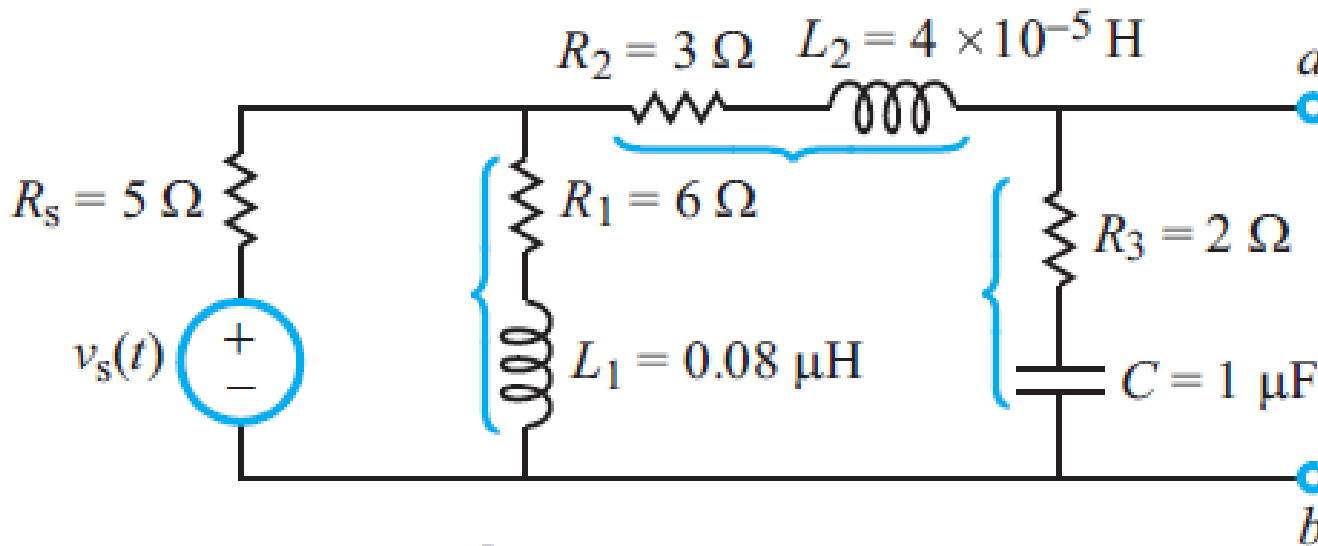 R₂ = 3 Ω L₂ = 4 ×10⁻⁵ H
a
Rₛ = 5 Ω
R₁ = 6 Ω
R₃ = 2 Ω
vₛ(t)
+
−
L₁ = 0.08 μH
C = 1 μF
b